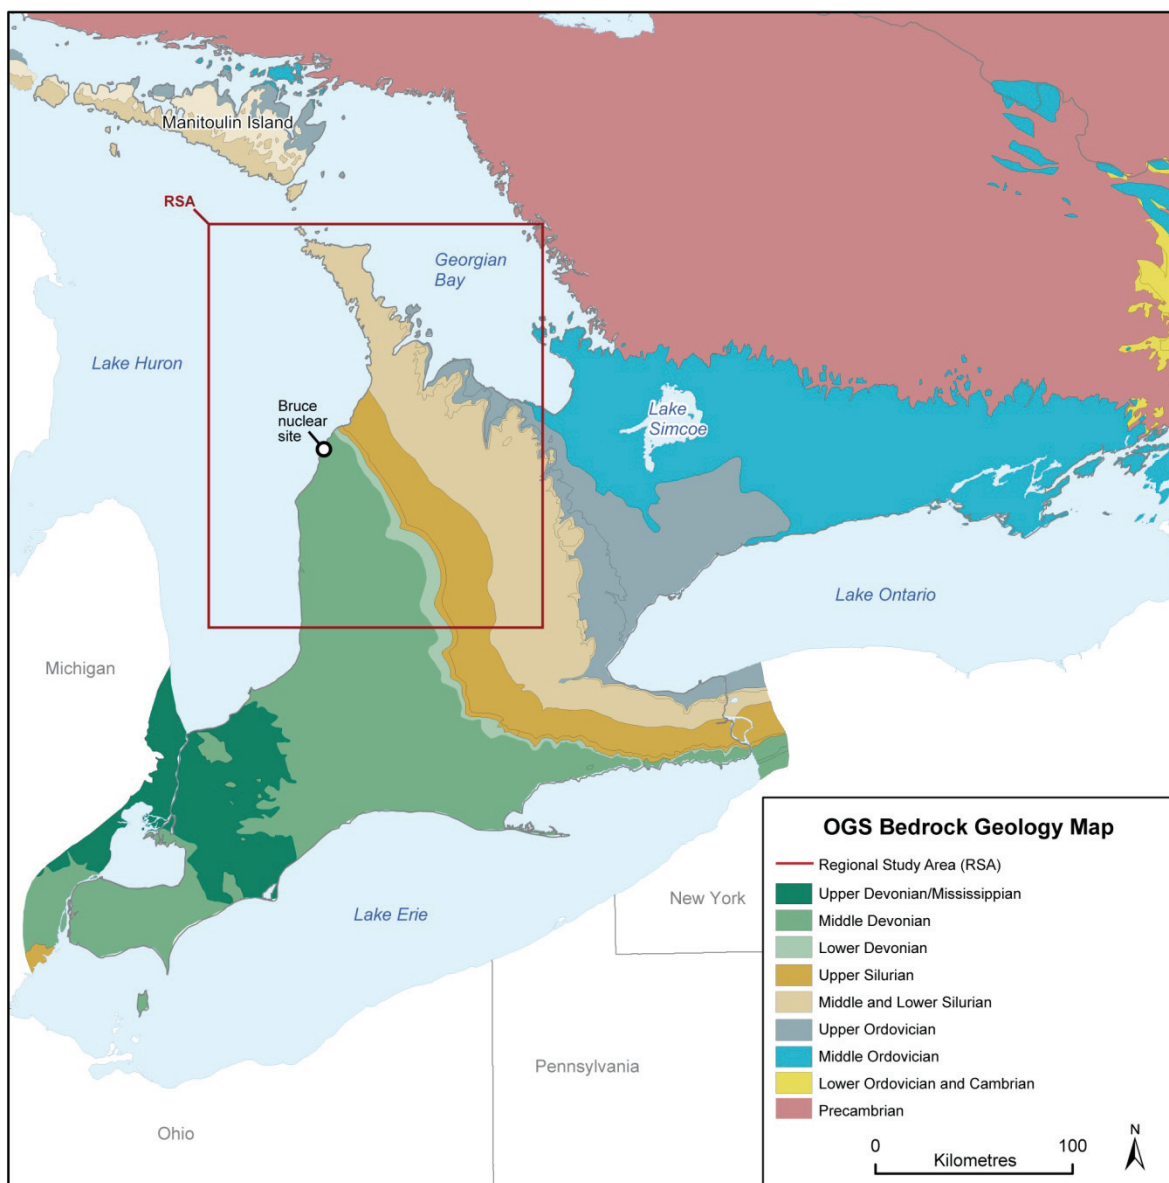 Manitoulin Island
RSA
Georgian
Bay
Lake Huron
Bruce
nuclear
site
Lake
Simcoe
Lake Ontario
Michigan
Lake Erie
New York
Pennsylvania
Ohio
OGS Bedrock Geology Map
Regional Study Area (RSA)
Upper Devonian/Mississippian
Middle Devonian
Lower Devonian
Upper Silurian
Middle and Lower Silurian
Upper Ordovician
Middle Ordovician
Lower Ordovician and Cambrian
Precambrian
N
0 100
Kilometres